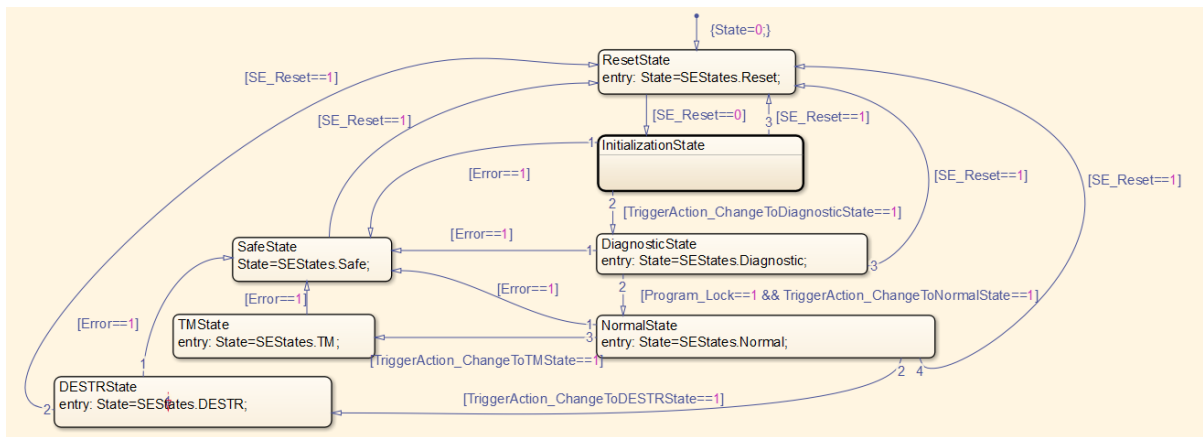 {State=0;}
ResetState
entry: State=SEStates.Reset;
[SE_Reset==1]
[SE_Reset==1]
[SE_Reset==0]
3
[SE_Reset==1]
1
InitializationState
[Error==1]
[SE_Reset==1]
[SE_Reset==1]
2
[TriggerAction_ChangeToDiagnosticState==1]
SafeState
State=SEStates.Safe;
[Error==1]
1
DiagnosticState
entry: State=SEStates.Diagnostic;
3
2
[Program_Lock==1 && TriggerAction_ChangeToNormalState==1]
[Error==1]
[Error==1]
[Error==1]
TMState
entry: State=SEStates.TM;
1
3
NormalState
entry: State=SEStates.Normal;
[TriggerAction_ChangeToTMState==1]
1
2
4
DESTRState
entry: State=SEStates.DESTR;
2
[TriggerAction_ChangeToDESTRState==1]